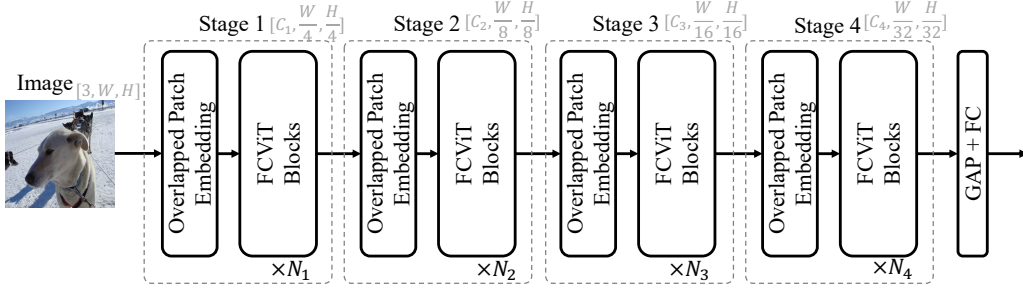 Image [3, W, H]
Stage 1 [C₁, W/4, H/4]
Overlapped Patch
Embedding
FCViT
Blocks
×N₁
Stage 2 [C₂, W/8, H/8]
Overlapped Patch
Embedding
FCViT
Blocks
×N₂
Stage 3 [C₃, W/16, H/16]
Overlapped Patch
Embedding
FCViT
Blocks
×N₃
Stage 4 [C₄, W/32, H/32]
Overlapped Patch
Embedding
FCViT
Blocks
×N₄
GAP + FC